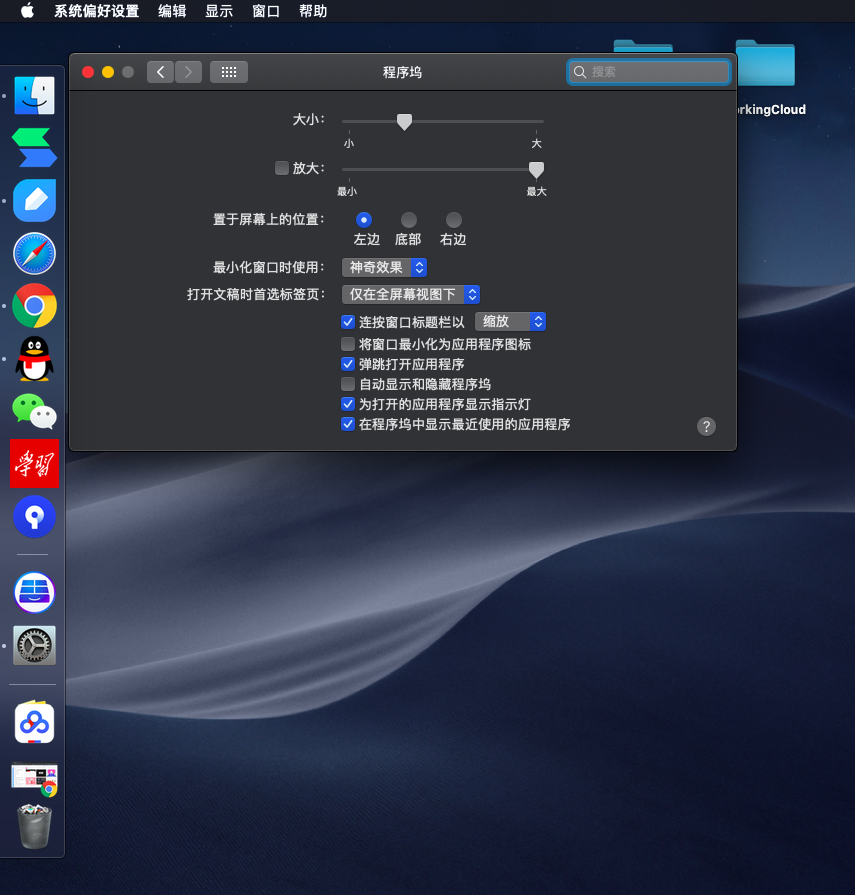 系统偏好设置 编辑 显示 窗口 帮助
程序坞
搜索
rkingCloud
大小：
小 大
放大：
最小 最大
置于屏幕上的位置：
左边 底部 右边
最小化窗口时使用： 神奇效果
打开文稿时首选标签页： 仅在全屏幕视图下
连按窗口标题栏以 缩放
将窗口最小化为应用程序图标
弹跳打开应用程序
自动显示和隐藏程序坞
为打开的应用程序显示指示灯
在程序坞中显示最近使用的应用程序
?
学習